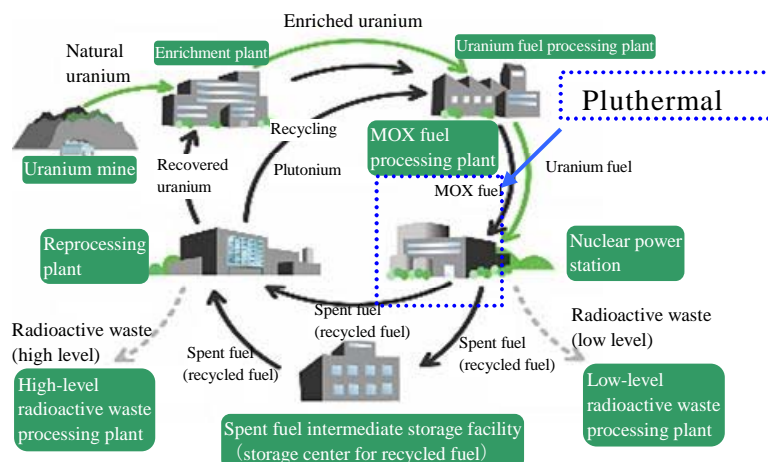 Enriched uranium
Natural
uranium
Enrichment plant
Uranium fuel processing plant
Pluthermal
Recycling
MOX fuel
processing plant
Uranium mine
Recovered
uranium
Plutonium
MOX fuel
Uranium fuel
Reprocessing
plant
Nuclear power
station
Spent fuel
(recycled fuel)
Radioactive waste
(high level)
Spent fuel
(recycled fuel)
Spent fuel
(recycled fuel)
Radioactive waste
(low level)
High-level
radioactive waste
processing plant
Low-level
radioactive waste
processing plant
Spent fuel intermediate storage facility
(storage center for recycled fuel)